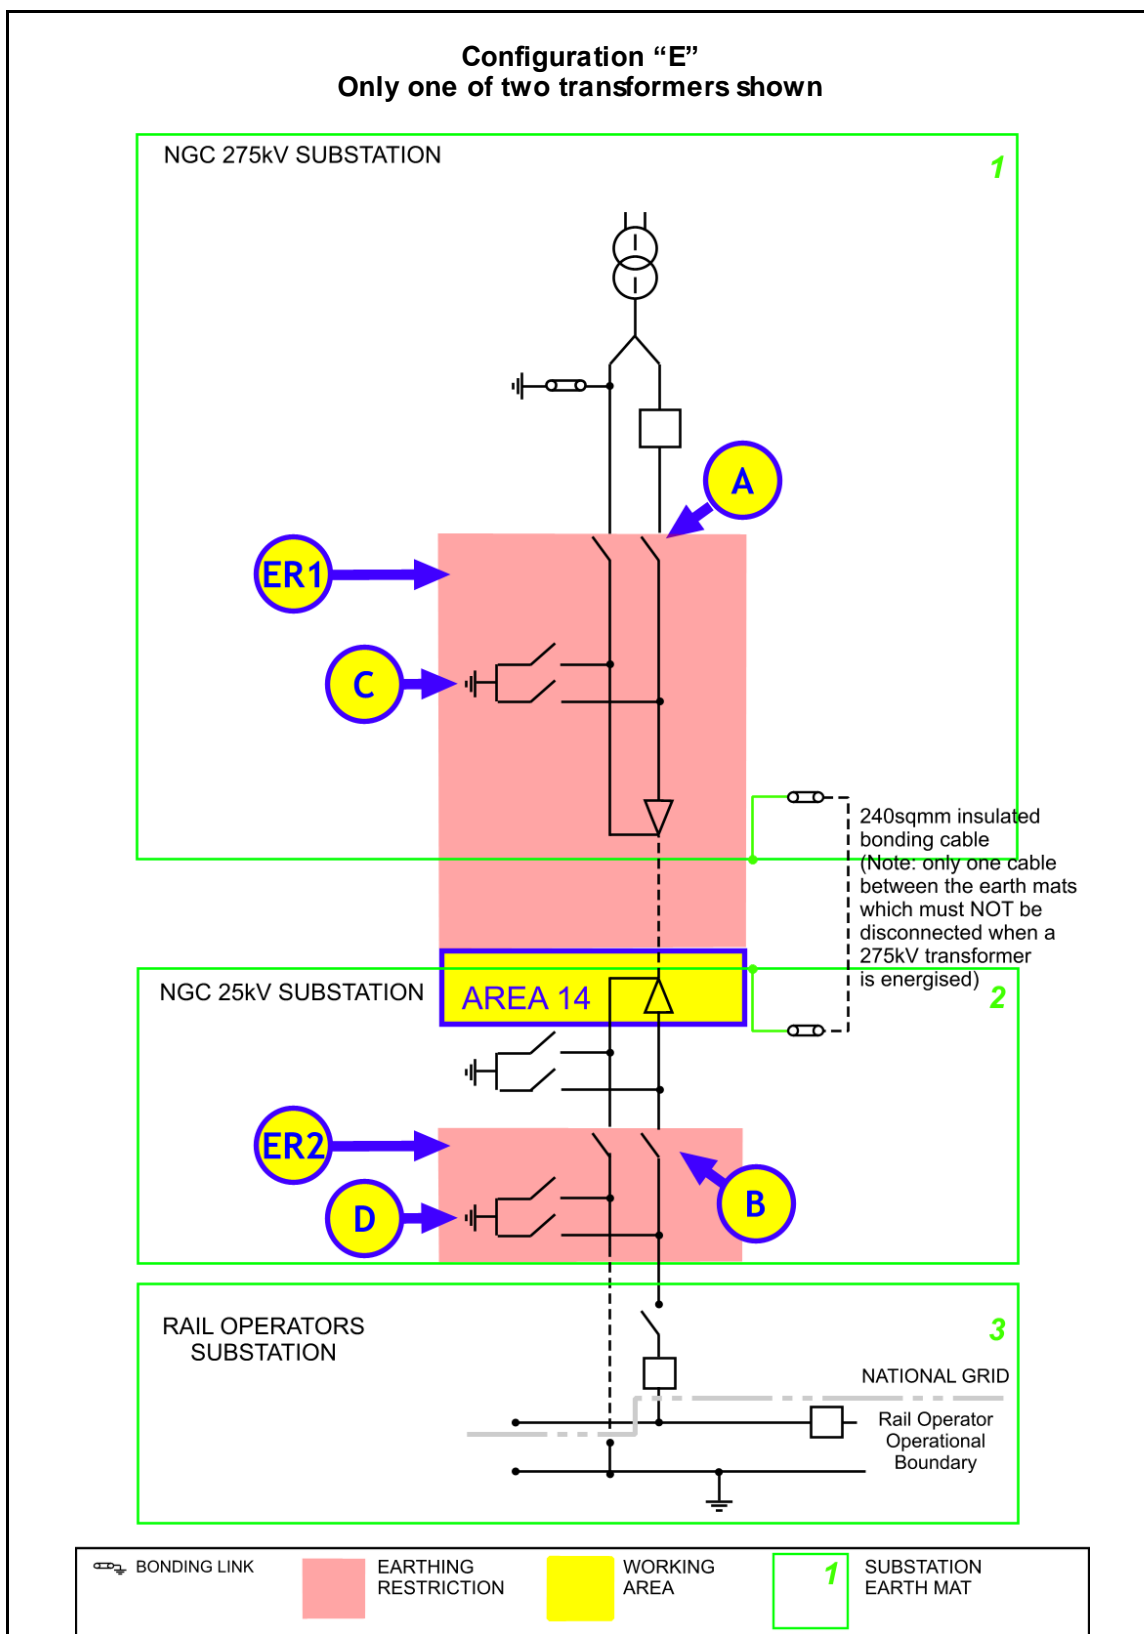 Configuration “E”
Only one of two transformers shown
NGC 275kV SUBSTATION
1
A
ER1
C
240sqmm insulated
bonding cable
(Note: only one cable
between the earth mats
which must NOT be
disconnected when a
275kV transformer
is energised)
NGC 25kV SUBSTATION
AREA 14
2
ER2
B
D
RAIL OPERATORS
SUBSTATION
3
NATIONAL GRID
Rail Operator
Operational
Boundary
BONDING LINK
EARTHING
RESTRICTION
WORKING
AREA
1
SUBSTATION
EARTH MAT